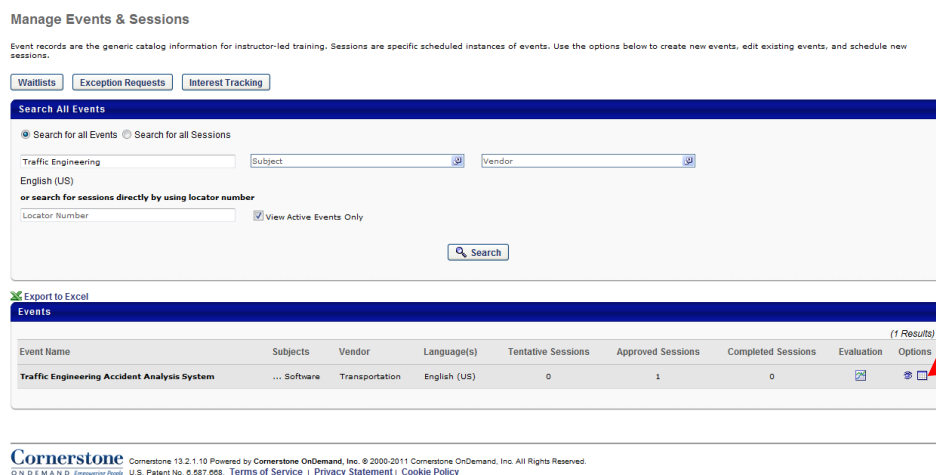 Manage Events & Sessions
Event records are the generic catalog information for instructor-led training. Sessions are specific scheduled instances of events. Use the options below to create new events, edit existing events, and schedule new
sessions.
Waitlists Exception Requests Interest Tracking
Search All Events
Search for all Events Search for all Sessions
Traffic Engineering Subject Vendor
English (US)
or search for sessions directly by using locator number
Locator Number View Active Events Only
Search
Export to Excel
Events
(1 Results)
Event Name Subjects Vendor Language(s) Tentative Sessions Approved Sessions Completed Sessions Evaluation Options
Traffic Engineering Accident Analysis System ... Software Transportation English (US) 0 1 0
Cornerstone Cornerstone 13.2.1.10 Powered by Cornerstone OnDemand, Inc. ® 2000-2011 Cornerstone OnDemand, Inc. All Rights Reserved.
ONDEMAND Empowering People U.S. Patent No. 6,587,668. Terms of Service | Privacy Statement | Cookie Policy